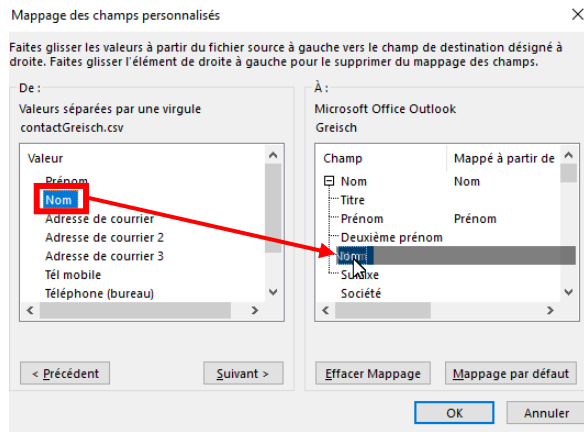 Mappage des champs personnalisés
Faites glisser les valeurs à partir du fichier source à gauche vers le champ de destination désigné à
droite. Faites glisser l'élément de droite à gauche pour le supprimer du mappage des champs.
De :
Valeurs séparées par une virgule
contactGreisch.csv
Valeur
Prénom
Nom
Adresse de courrier
Adresse de courrier 2
Adresse de courrier 3
Tél mobile
Téléphone (bureau)
À :
Microsoft Office Outlook
Greisch
Champ Mappé à partir de
Nom Nom
Titre
Prénom Prénom
Deuxième prénom
Nom
Suffixe
Société
< Précédent
Suivant >
Effacer Mappage
Mappage par défaut
OK
Annuler